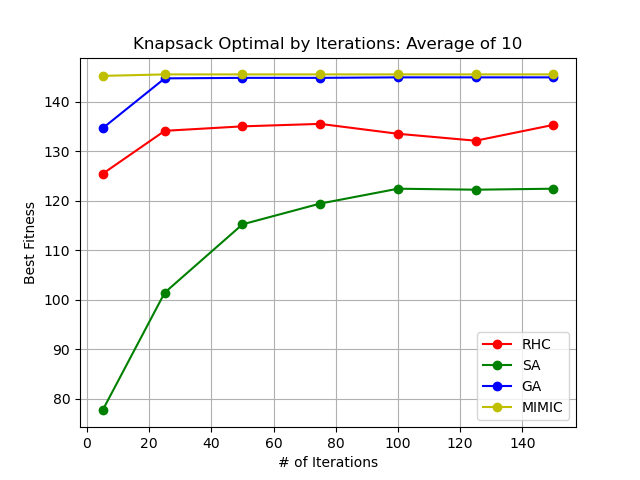 Knapsack Optimal by Iterations: Average of 10
Best Fitness
140
130
120
110
100
90
80
0 20 40 60 80 100 120 140
# of Iterations
RHC
SA
GA
MIMIC